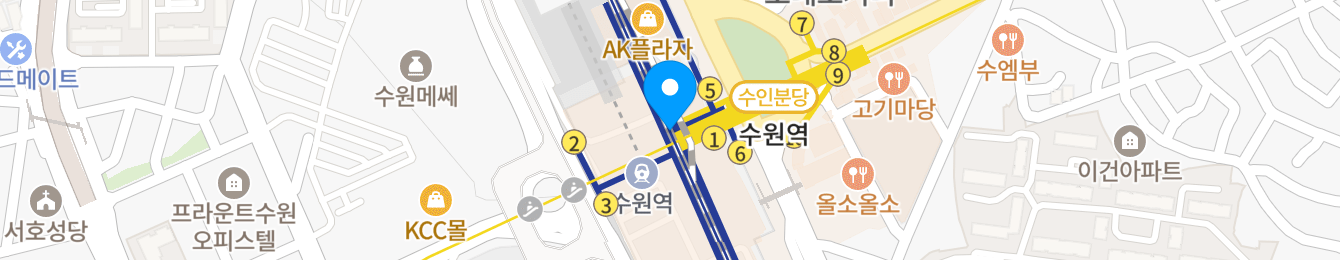 7
AK플라자
8
9
드메이트
수엠부
수원메쎄
5
수인분당
고기마당
1
수원역
6
2
이건아파트
3
수원역
올소올소
서호성당
프라운트수원
오피스텔
KCC몰